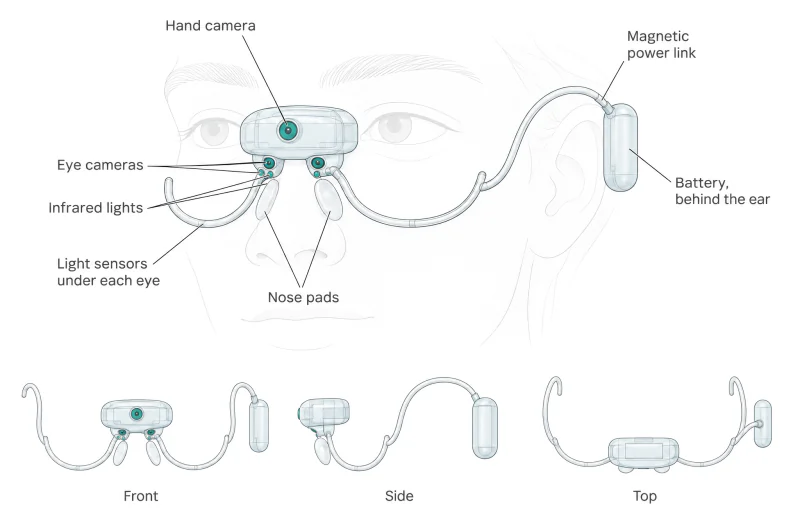 Hand camera
Magnetic
power link
Eye cameras
Infrared lights
Battery,
behind the ear
Light sensors
under each eye
Nose pads
Front
Side
Top